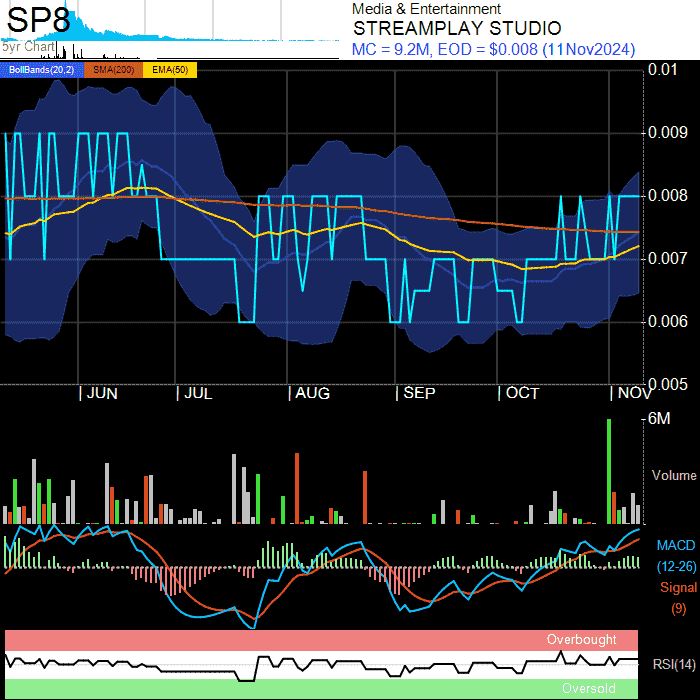 SP8
5yr Chart
Media & Entertainment
STREAMPLAY STUDIO
MC = 9.2M, EOD = $0.008 (11Nov2024)
BollBands(20,2) SMA(200) EMA(50)
0.01
0.009
0.008
0.007
0.006
0.005
JUN JUL AUG SEP OCT NOV
6M
Volume
MACD
(12-26)
Signal
(9)
Overbought
RSI(14)
Oversold